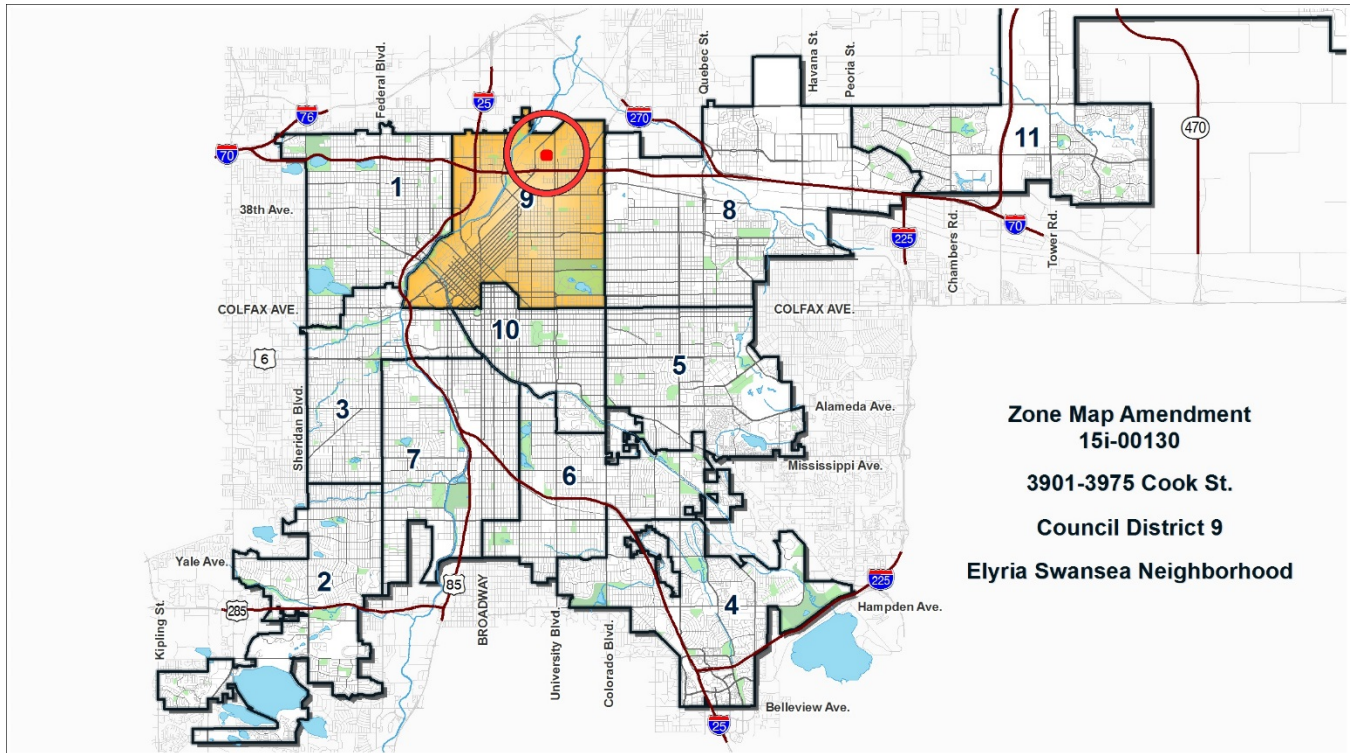 Federal Blvd.
Quebec St.
Havana St.
Peoria St.
25
76
270
70
470
11
1
9
8
38th Ave.
225
70
Chambers Rd.
Tower Rd.
COLFAX AVE.
COLFAX AVE.
10
6
5
Sheridan Blvd.
3
Alameda Ave.
7
6
Mississippi Ave.
Zone Map Amendment
15i-00130
3901-3975 Cook St.
Council District 9
Elyria Swansea Neighborhood
Yale Ave.
2
85
285
Kipling St.
BROADWAY
University Blvd.
Colorado Blvd.
4
225
Hampden Ave.
Belleview Ave.
25